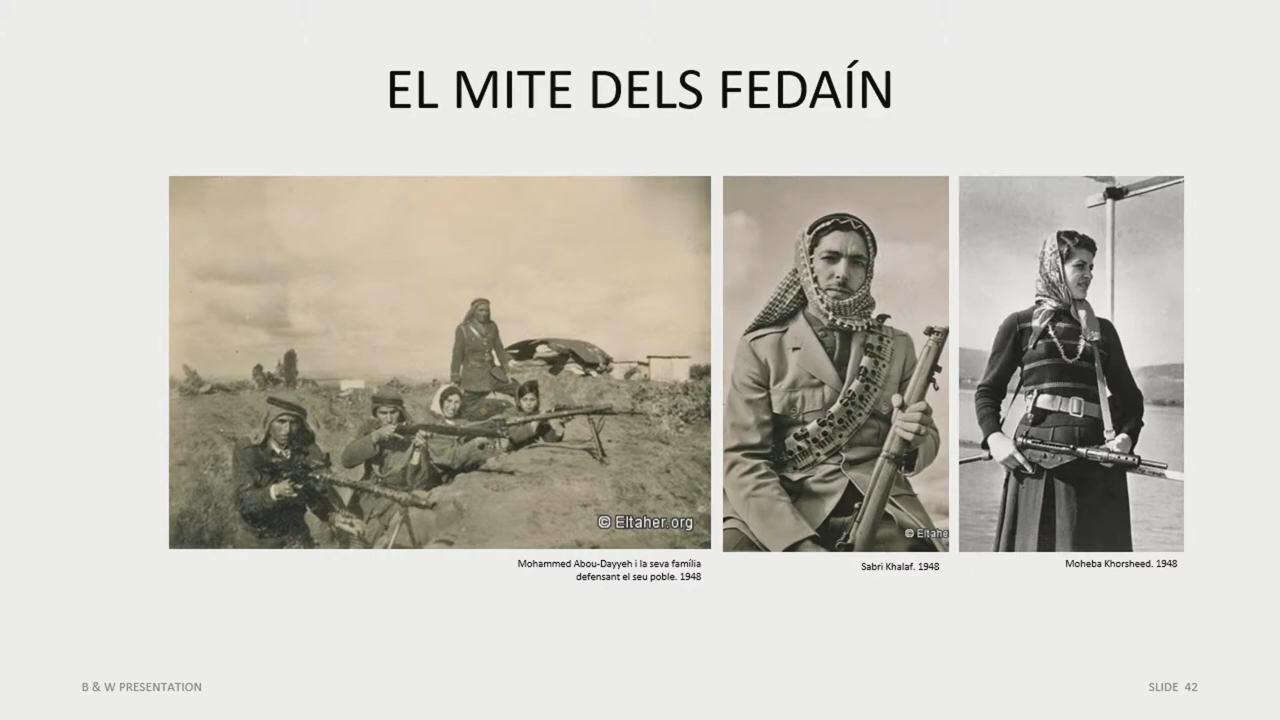 EL MITE DELS FEDAÍN
© Eltaher.org
© Eltahe
Mohammed Abou-Dayyeh i la seva família
defensant el seu poble. 1948
Sabri Khalaf. 1948
Moheba Khorsheed. 1948
B & W PRESENTATION
SLIDE 42